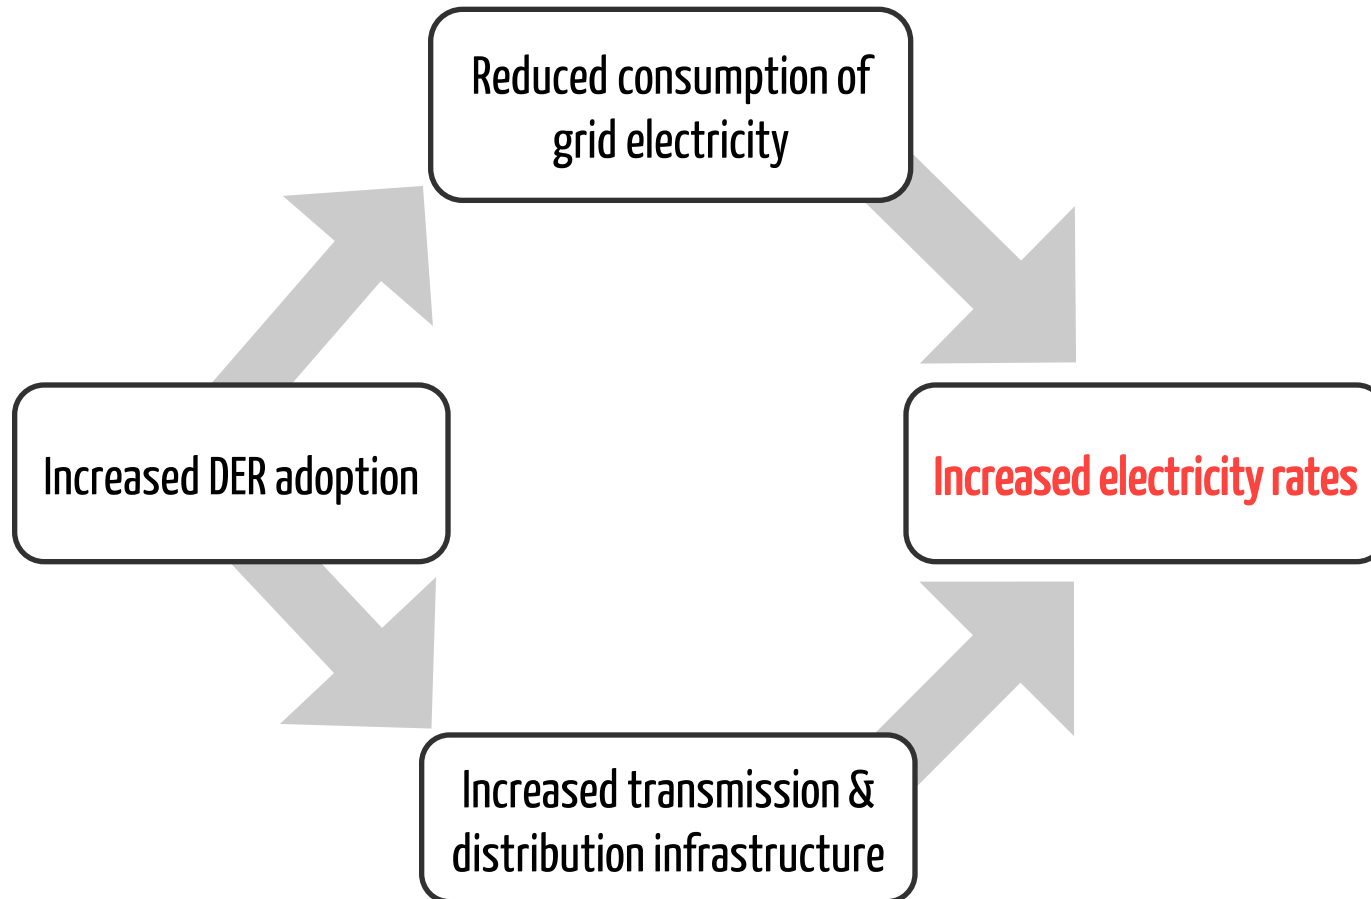 Reduced consumption of
grid electricity
Increased DER adoption
Increased electricity rates
Increased transmission &
distribution infrastructure